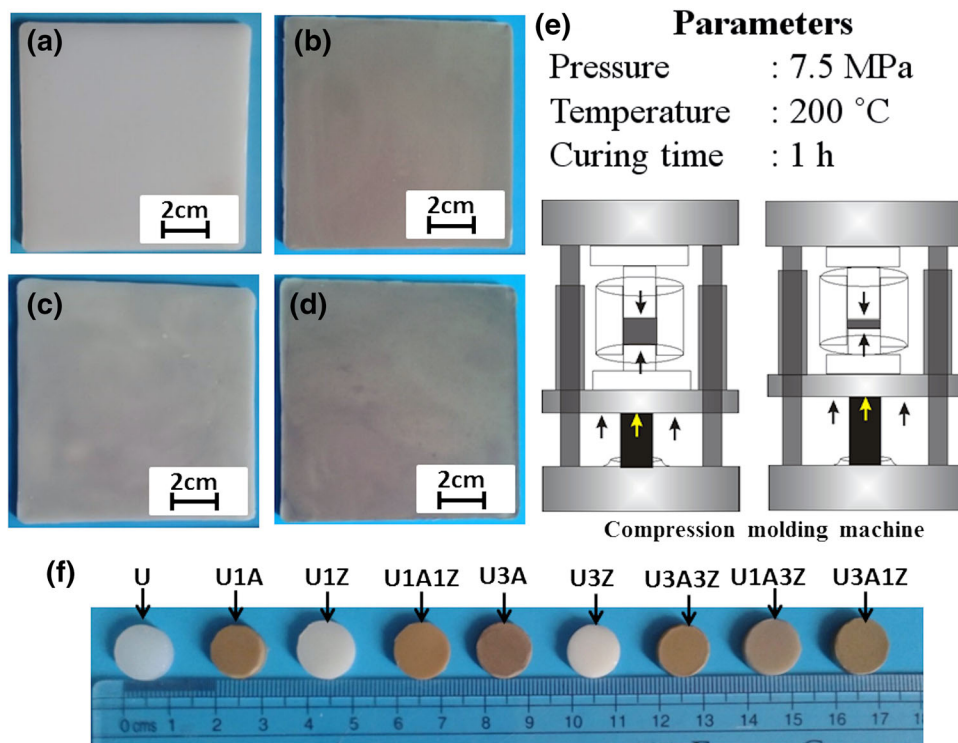 (a)
2cm
(b)
2cm
(c)
2cm
(d)
2cm
(e)
Parameters
Pressure : 7.5 MPa
Temperature : 200 °C
Curing time : 1 h
Compression molding machine
(f)
U U1A U1Z U1A1Z U3A U3Z U3A3Z U1A3Z U3A1Z
0 cms 1 2 3 4 5 6 7 8 9 10 11 12 13 14 15 16 17 18